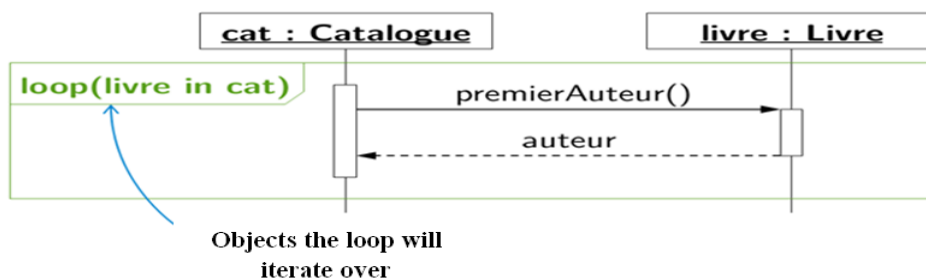 cat : Catalogue
livre : Livre
loop(livre in cat)
premierAuteur()
auteur
Objects the loop will
iterate over